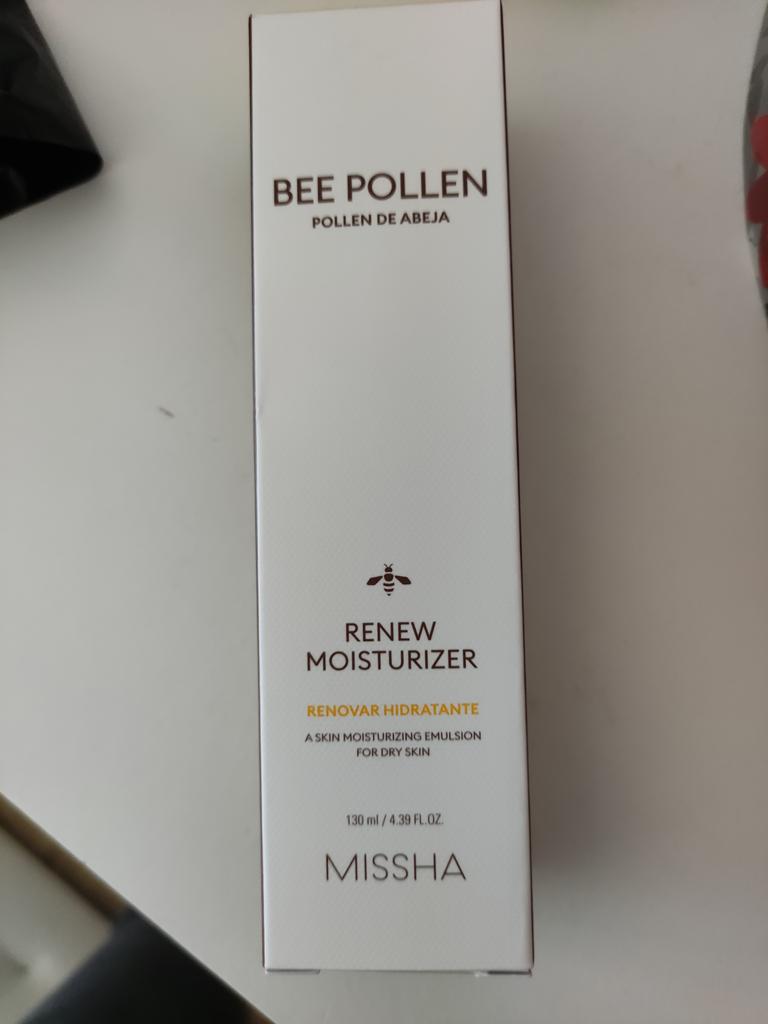 BEE POLLEN
POLLEN DE ABEJA
RENEW
MOISTURIZER
RENOVAR HIDRATANTE
A SKIN MOISTURIZING EMULSION
FOR DRY SKIN
130 ml / 4.39 FL.OZ.
MISSHA